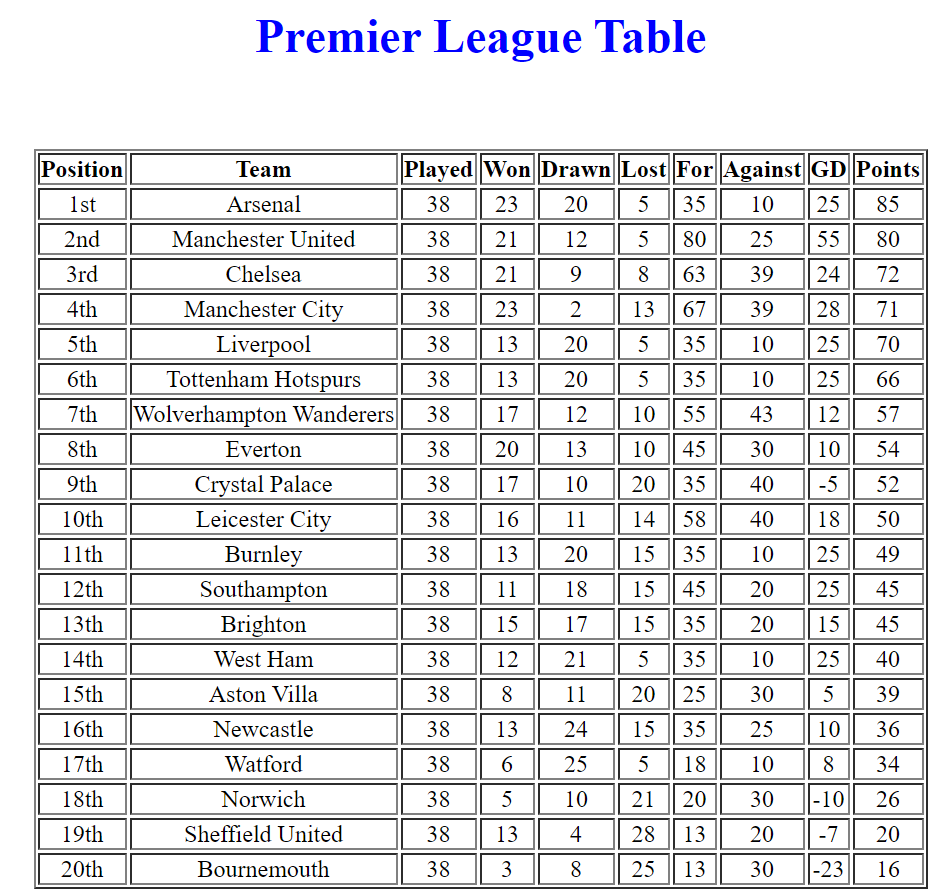 Premier League Table
Position Team Played Won Drawn Lost For Against GD Points
1st Arsenal 38 23 20 5 35 10 25 85
2nd Manchester United 38 21 12 5 80 25 55 80
3rd Chelsea 38 21 9 8 63 39 24 72
4th Manchester City 38 23 2 13 67 39 28 71
5th Liverpool 38 13 20 5 35 10 25 70
6th Tottenham Hotspurs 38 13 20 5 35 10 25 66
7th Wolverhampton Wanderers 38 17 12 10 55 43 12 57
8th Everton 38 20 13 10 45 30 10 54
9th Crystal Palace 38 17 10 20 35 40 -5 52
10th Leicester City 38 16 11 14 58 40 18 50
11th Burnley 38 13 20 15 35 10 25 49
12th Southampton 38 11 18 15 45 20 25 45
13th Brighton 38 15 17 15 35 20 15 45
14th West Ham 38 12 21 5 35 10 25 40
15th Aston Villa 38 8 11 20 25 30 5 39
16th Newcastle 38 13 24 15 35 25 10 36
17th Watford 38 6 25 5 18 10 8 34
18th Norwich 38 5 10 21 20 30 -10 26
19th Sheffield United 38 13 4 28 13 20 -7 20
20th Bournemouth 38 3 8 25 13 30 -23 16